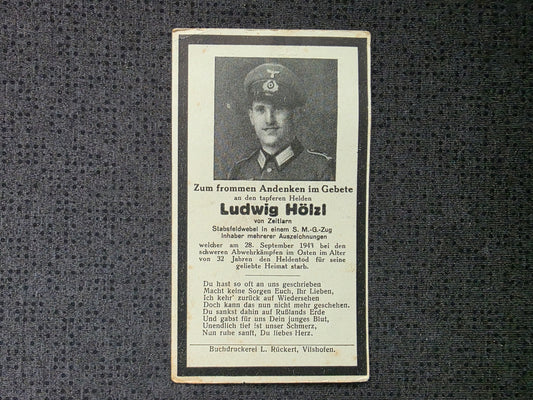 Zum frommen Andenken im Gebete
an den tapferen Helden
Ludwig Hölzl
von Zeitlarn
Stabsfeldwebel in einem S. M.-G.-Zug
Inhaber mehrerer Auszeichnungen
welcher am 28. September 1943 bei den
schweren Abwehrkämpfen im Osten im Alter
von 32 Jahren den Heldentod für seine
geliebte Heimat starb.
Du hast so oft an uns geschrieben
Macht keine Sorgen Euch, Ihr Lieben,
Ich kehr' zurück auf Wiedersehen
Doch kann das nun nicht mehr geschehen.
Du sankst dahin auf Rußlands Erde
Und gabst für uns Dein junges Blut,
Unendlich tief ist unser Schmerz,
Nun ruhe sanft, Du liebes Herz.
Buchdruckerei L. Rückert, Vilshofen.